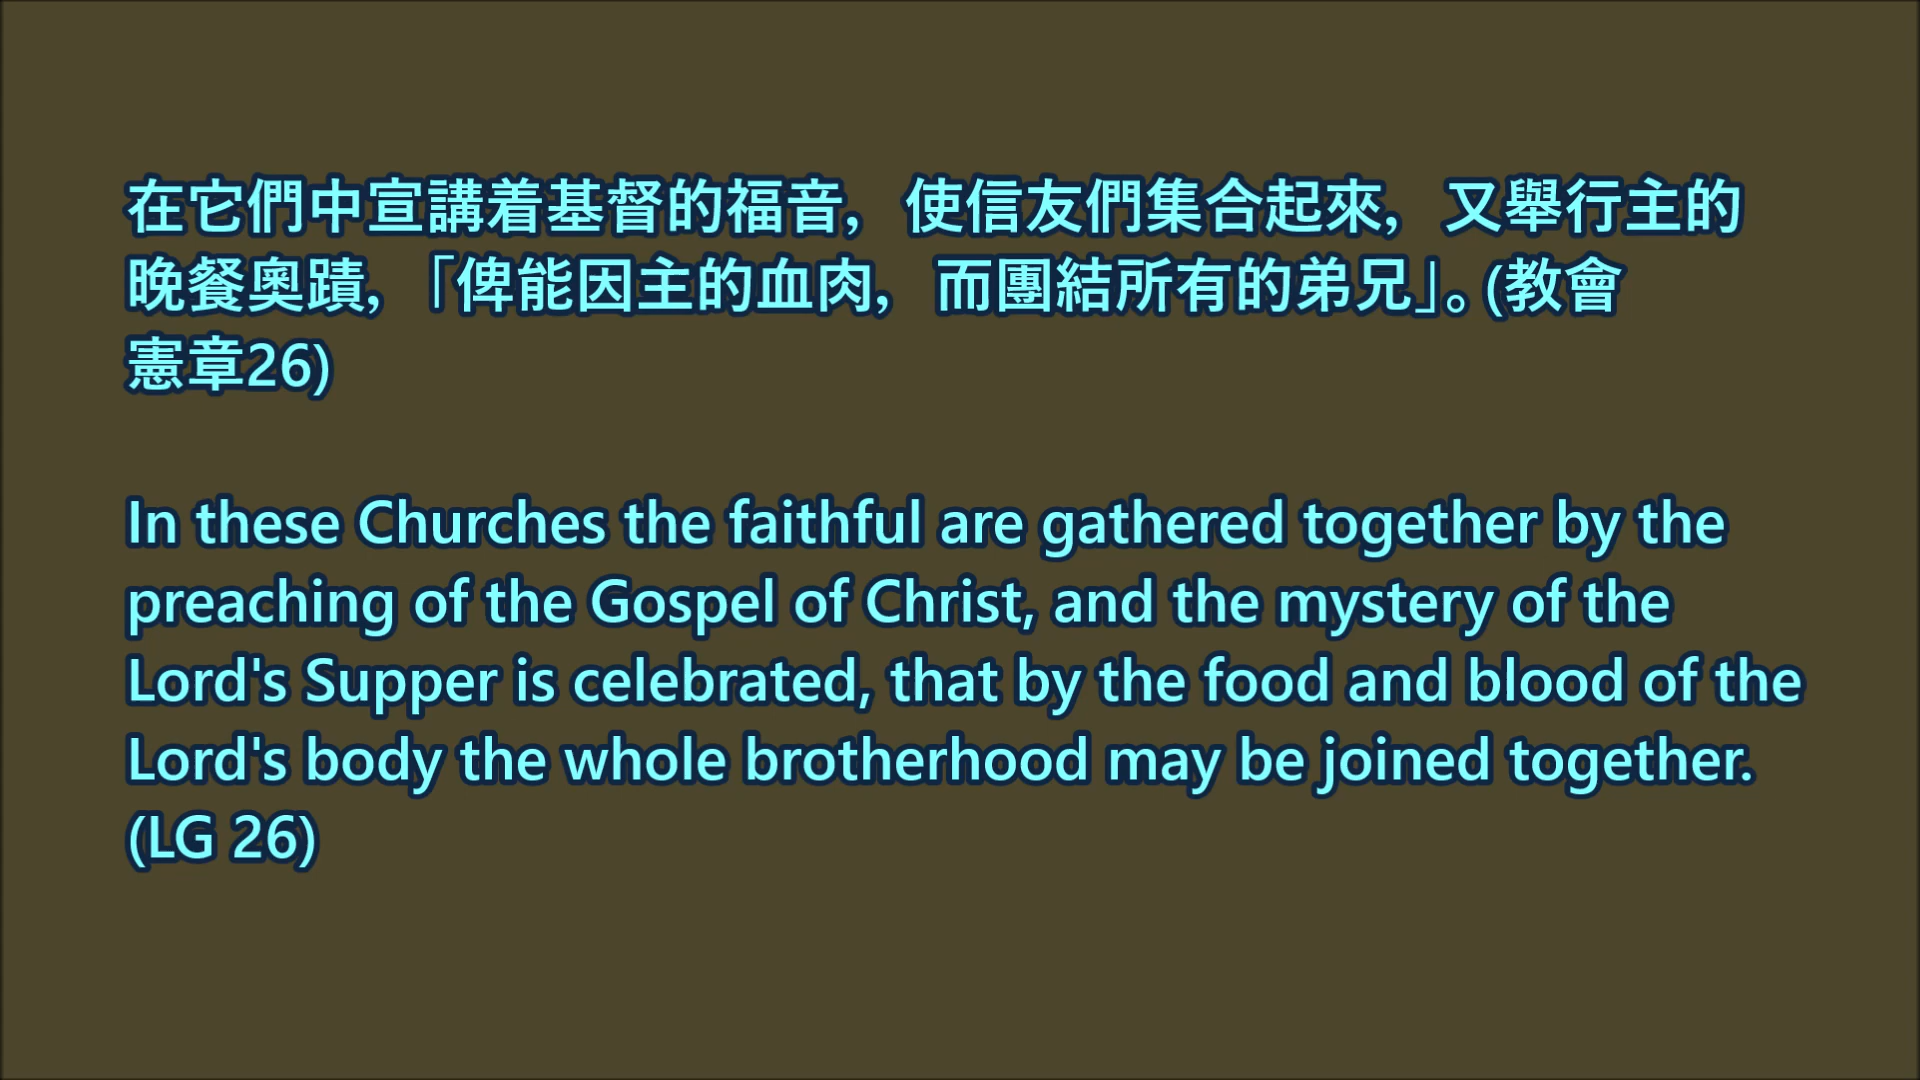 在它們中宣講着基督的福音, 使信友們集合起來, 又舉行主的
晚餐奧蹟, 「俾能因主的血肉, 而團結所有的弟兄」。(教會
憲章26)
In these Churches the faithful are gathered together by the
preaching of the Gospel of Christ, and the mystery of the
Lord's Supper is celebrated, that by the food and blood of the
Lord's body the whole brotherhood may be joined together.
(LG 26)